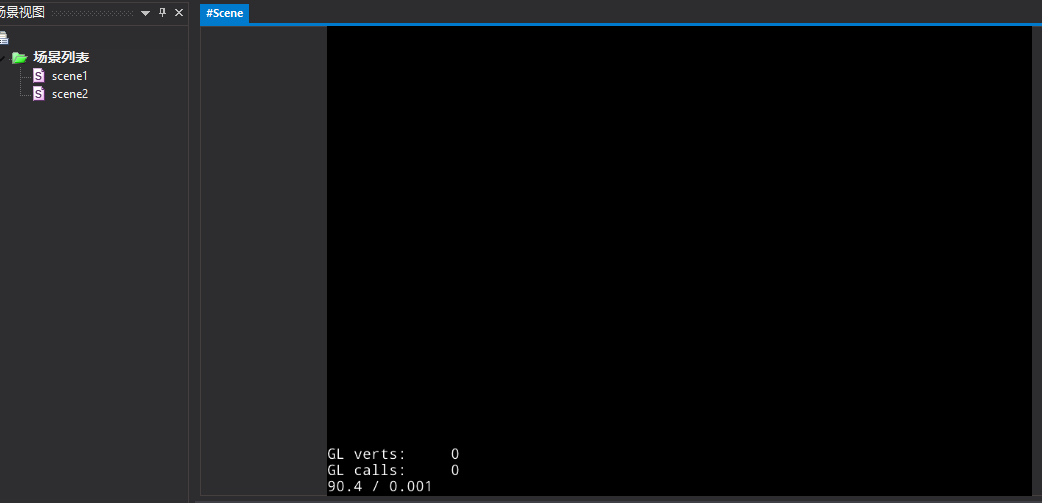 场景视图
#Scene
场景列表
scene1
scene2
GL verts: 0
GL calls: 0
90.4 / 0.001